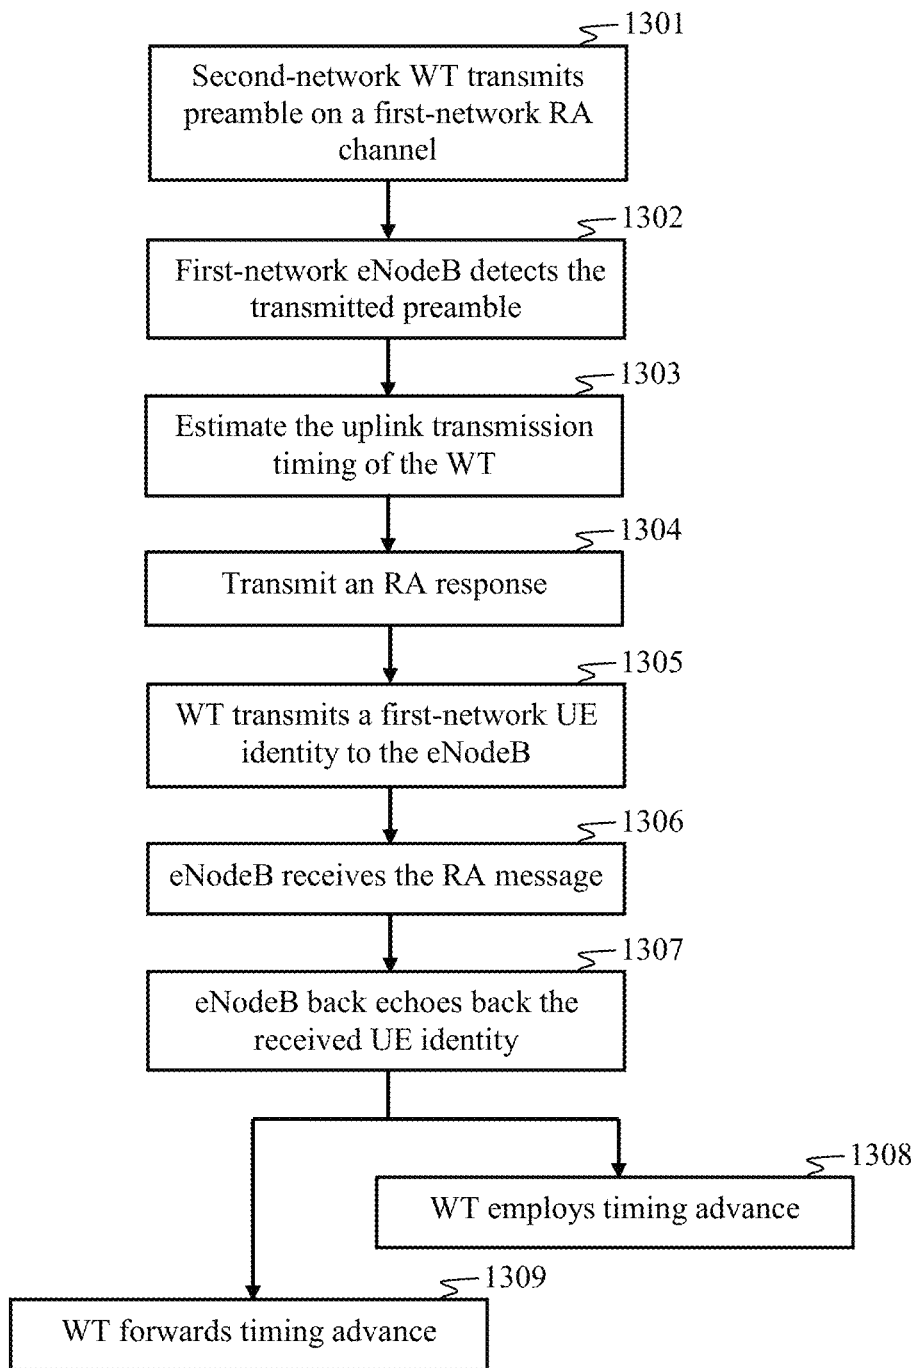 1301
Second-network WT transmits
preamble on a first-network RA
channel
1302
First-network eNodeB detects the
transmitted preamble
1303
Estimate the uplink transmission
timing of the WT
1304
Transmit an RA response
1305
WT transmits a first-network UE
identity to the eNodeB
1306
eNodeB receives the RA message
1307
eNodeB back echoes back the
received UE identity
1308
WT employs timing advance
1309
WT forwards timing advance